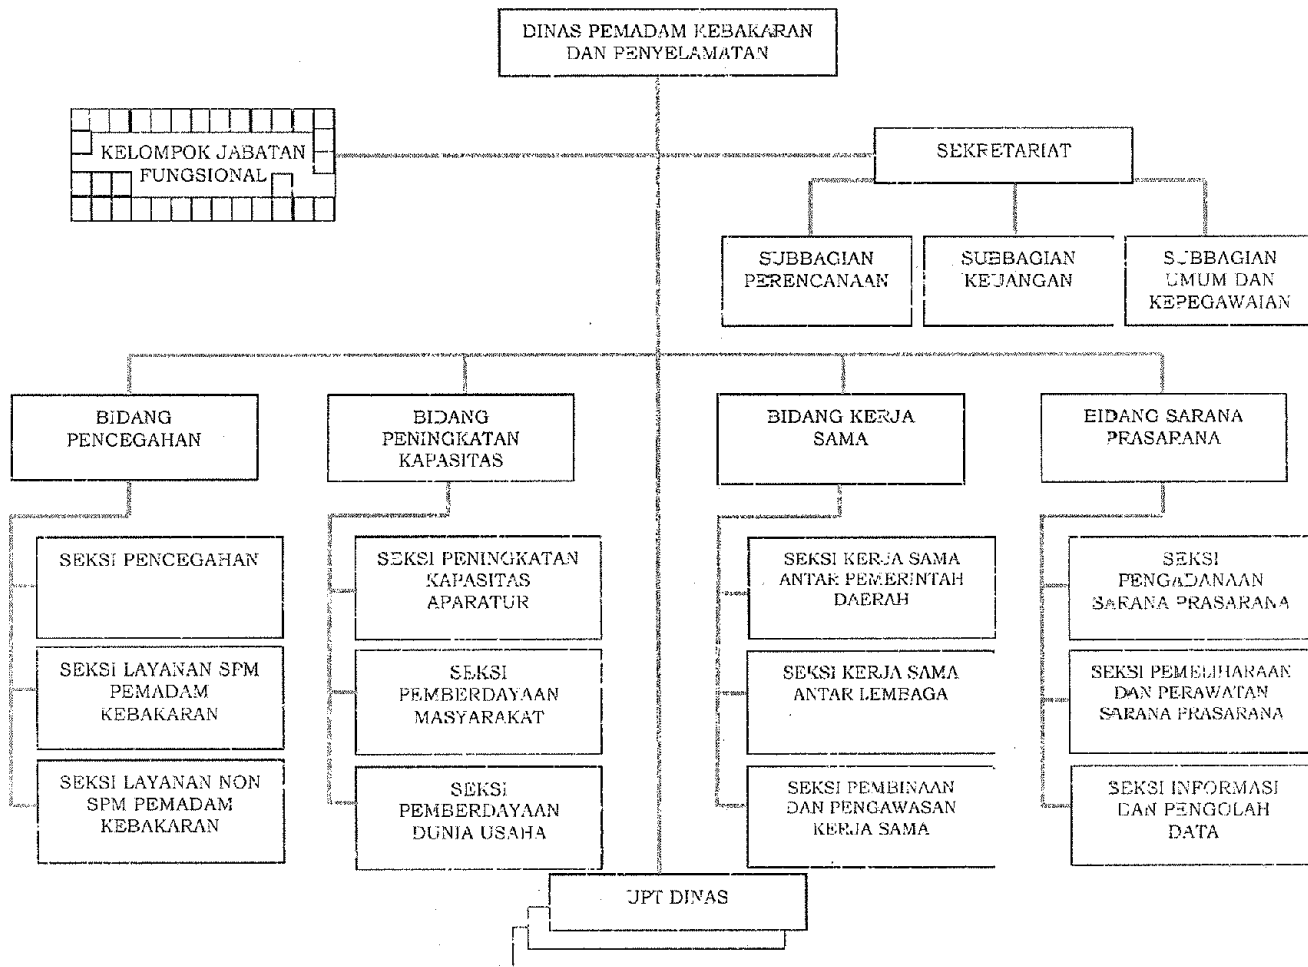 DINAS PEMADAM KEBAKARAN
DAN PENYELAMATAN
KELOMPOK JABATAN
FUNGSIONAL
SEKRETARIAT
SUBBAGIAN
PERENCANAAN
SUBBAGIAN
KEUANGAN
SUBBAGIAN
UMUM DAN
KEPEGAWAIAN
BIDANG
PENCEGAHAN
BIDANG
PENINGKATAN
KAPASITAS
BIDANG KERJA
SAMA
BIDANG SARANA
PRASARANA
SEKSI PENCEGAHAN
SEKSI LAYANAN SPM
PEMADAM
KEBAKARAN
SEKSI LAYANAN NON
SPM PEMADAM
KEBAKARAN
SEKSI PENINGKATAN
KAPASITAS
APARATUR
SEKSI
PEMBERDAYAAN
MASYARAKAT
SEKSI
PEMBERDAYAAN
DUNIA USAHA
SEKSI KERJA SAMA
ANTAR PEMERINTAH
DAERAH
SEKSI KERJA SAMA
ANTAR LEMBAGA
SEKSI PEMBINAAN
DAN PENGAWASAN
KERJA SAMA
SEKSI
PENGADANAAN
SARANA PRASARANA
SEKSI PEMELIHARAAN
DAN PERAWATAN
SARANA PRASARANA
SEKSI INFORMASI
DAN PENGOLAH
DATA
UPT DINAS